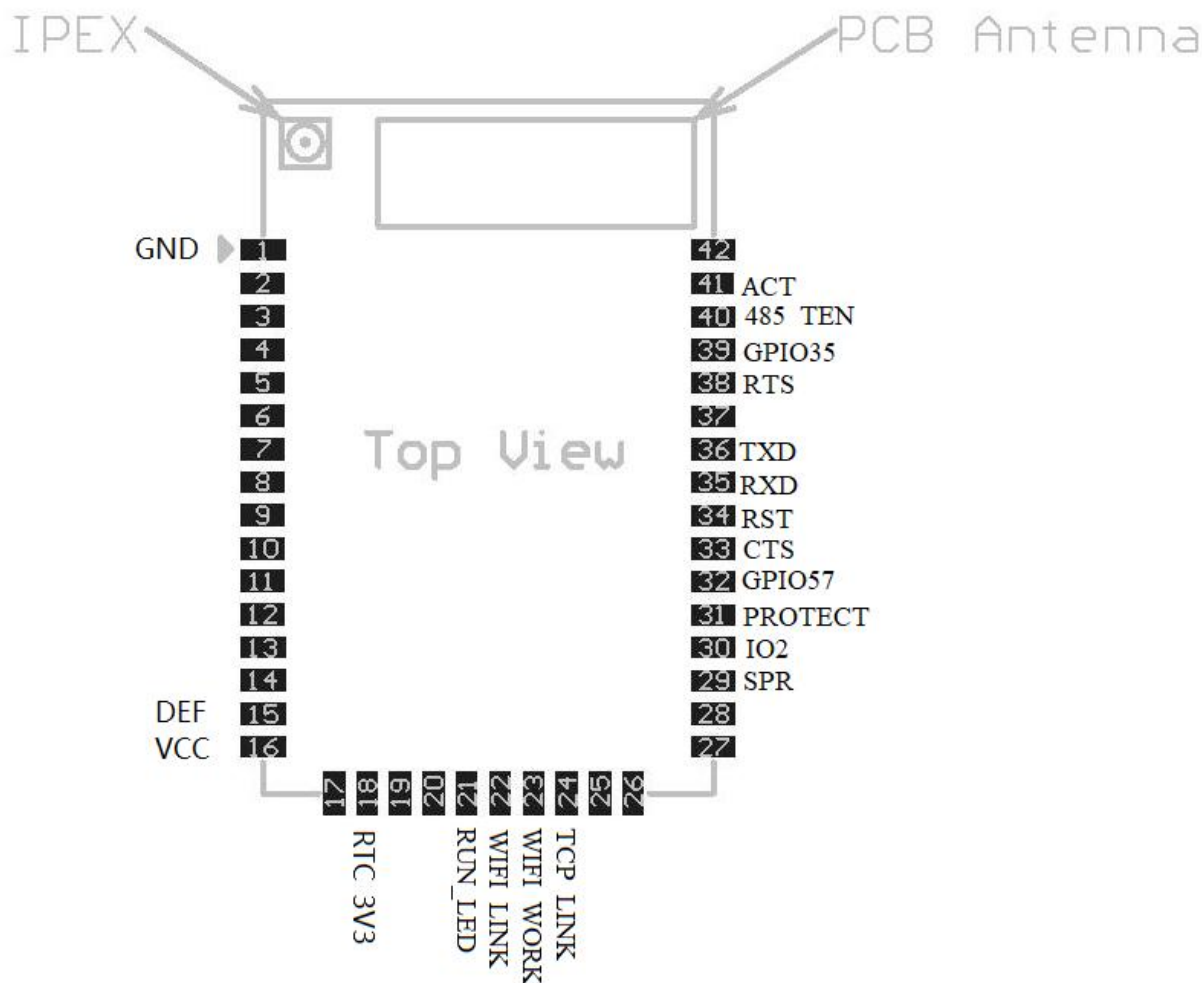 IPEX PCB Antenna
GND 1 42
2 41 ACT
3 40 485 TEN
4 39 GPIO35
5 38 RTS
6 37
Top View
7 36 TXD
8 35 RXD
9 34 RST
10 33 CTS
11 32 GPIO57
12 31 PROTECT
13 30 IO2
14 29 SPR
DEF 15 28
VCC 16 27
17 18 19 20 21 22 23 24 25 26
RTC 3V3
RUN_LED
WIFI LINK
WIFI WORK
TCP LINK